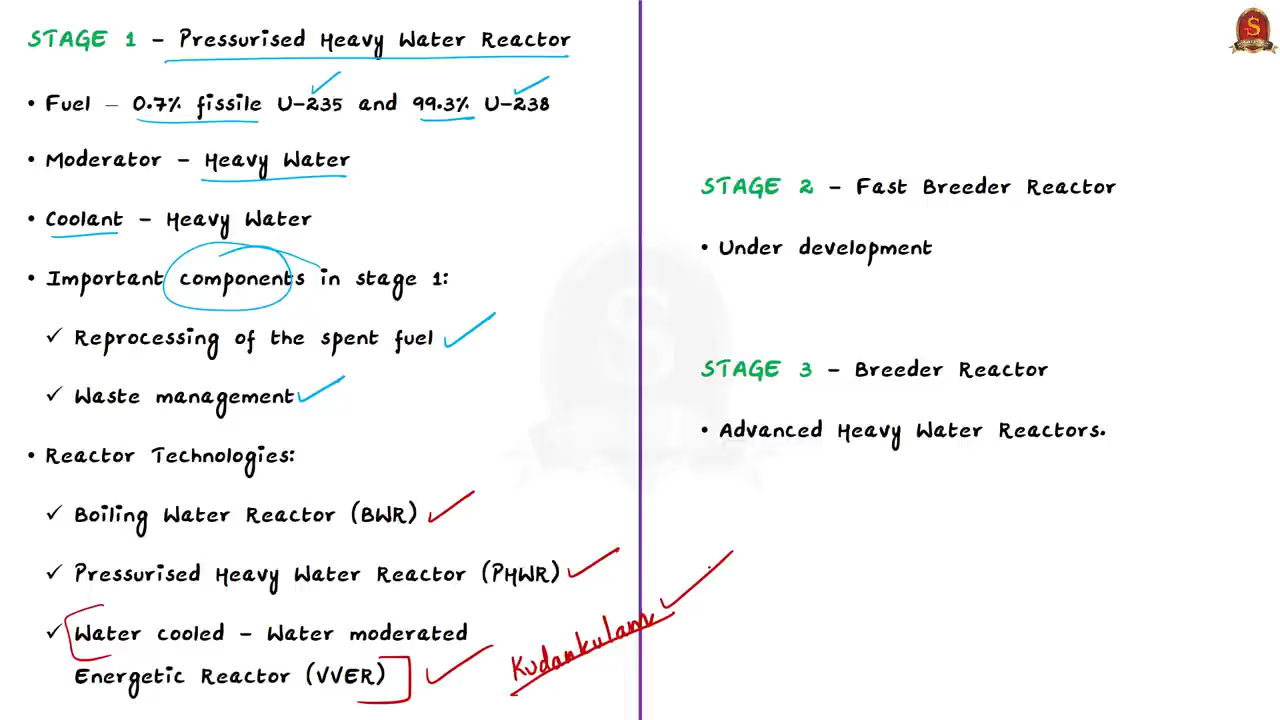 STAGE 1 - Pressurised Heavy Water Reactor
• Fuel – 0.7% fissile U-235 and 99.3% U-238
• Moderator - Heavy Water
• Coolant - Heavy Water
• Important components in stage 1:
✓ Reprocessing of the spent fuel
✓ Waste management
• Reactor Technologies:
✓ Boiling Water Reactor (BWR)
✓ Pressurised Heavy Water Reactor (PHWR)
✓ Water cooled - Water moderated
Energetic Reactor (VVER)
Kudankulam
STAGE 2 - Fast Breeder Reactor
• Under development
STAGE 3 - Breeder Reactor
• Advanced Heavy Water Reactors.
S